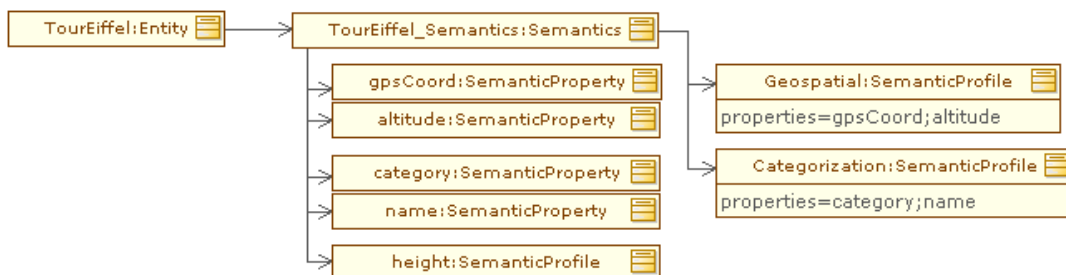 TourEiffel:Entity
TourEiffel_Semantics:Semantics
gpsCoord:SemanticProperty
altitude:SemanticProperty
category:SemanticProperty
name:SemanticProperty
height:SemanticProfile
Geospatial:SemanticProfile
properties=gpsCoord;altitude
Categorization:SemanticProfile
properties=category;name